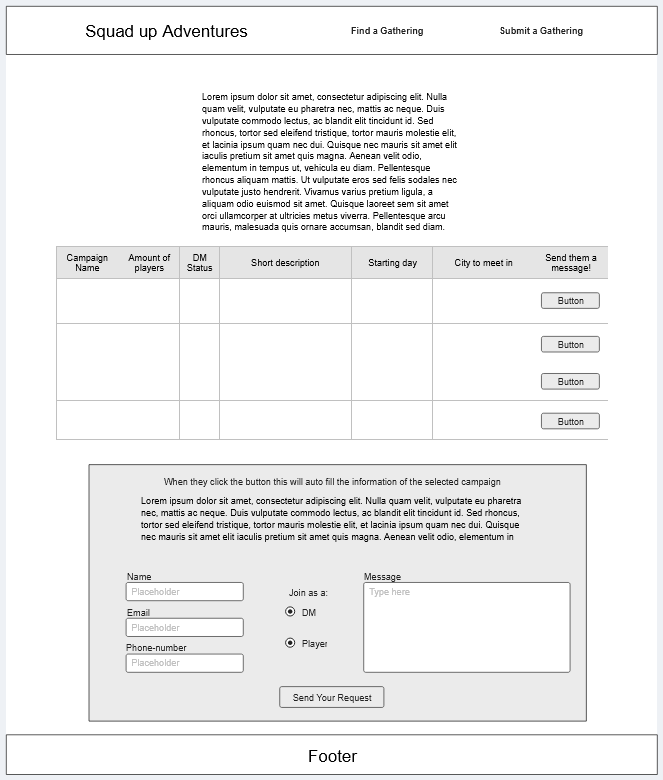 Squad up Adventures
Find a Gathering
Submit a Gathering
Lorem ipsum dolor sit amet, consectetur adipiscing elit. Nulla
quam velit, vulputate eu pharetra nec, mattis ac neque. Duis
vulputate commodo lectus, ac blandit elit tincidunt id. Sed
rhoncus, tortor sed eleifend tristique, tortor mauris molestie elit,
et lacinia ipsum quam nec dui. Quisque nec mauris sit amet elit
iaculis pretium sit amet quis magna. Aenean velit odio,
elementum in tempus ut, vehicula eu diam. Pellentesque
rhoncus aliquam mattis. Ut vulputate eros sed felis sodales nec
vulputate justo hendrerit. Vivamus varius pretium ligula, a
aliquam odio euismod sit amet. Quisque laoreet sem sit amet
orci ullamcorper at ultricies metus viverra. Pellentesque arcu
mauris, malesuada quis ornare accumsan, blandit sed diam.
Campaign
Name
Amount of
players
DM
Status
Short description
Starting day
City to meet in
Send them a
message!
Button
Button
Button
Button
When they click the button this will auto fill the information of the selected campaign
Lorem ipsum dolor sit amet, consectetur adipiscing elit. Nulla quam velit, vulputate eu pharetra
nec, mattis ac neque. Duis vulputate commodo lectus, ac blandit elit tincidunt id. Sed rhoncus,
tortor sed eleifend tristique, tortor mauris molestie elit, et lacinia ipsum quam nec dui. Quisque
nec mauris sit amet elit iaculis pretium sit amet quis magna. Aenean velit odio, elementum in
Name
Placeholder
Email
Placeholder
Phone-number
Placeholder
Join as a:
DM
Player
Message
Type here
Send Your Request
Footer